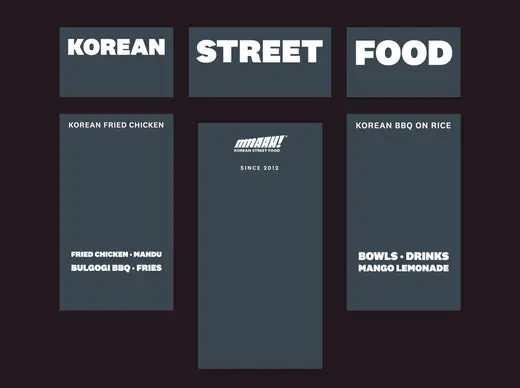 KOREAN
STREET
FOOD
KOREAN FRIED CHICKEN
FRIED CHICKEN • MANDU
BULGOGI BBQ • FRIES
MMAAH!
KOREAN STREET FOOD
SINCE 2012
KOREAN BBQ ON RICE
BOWLS • DRINKS
MANGO LEMONADE